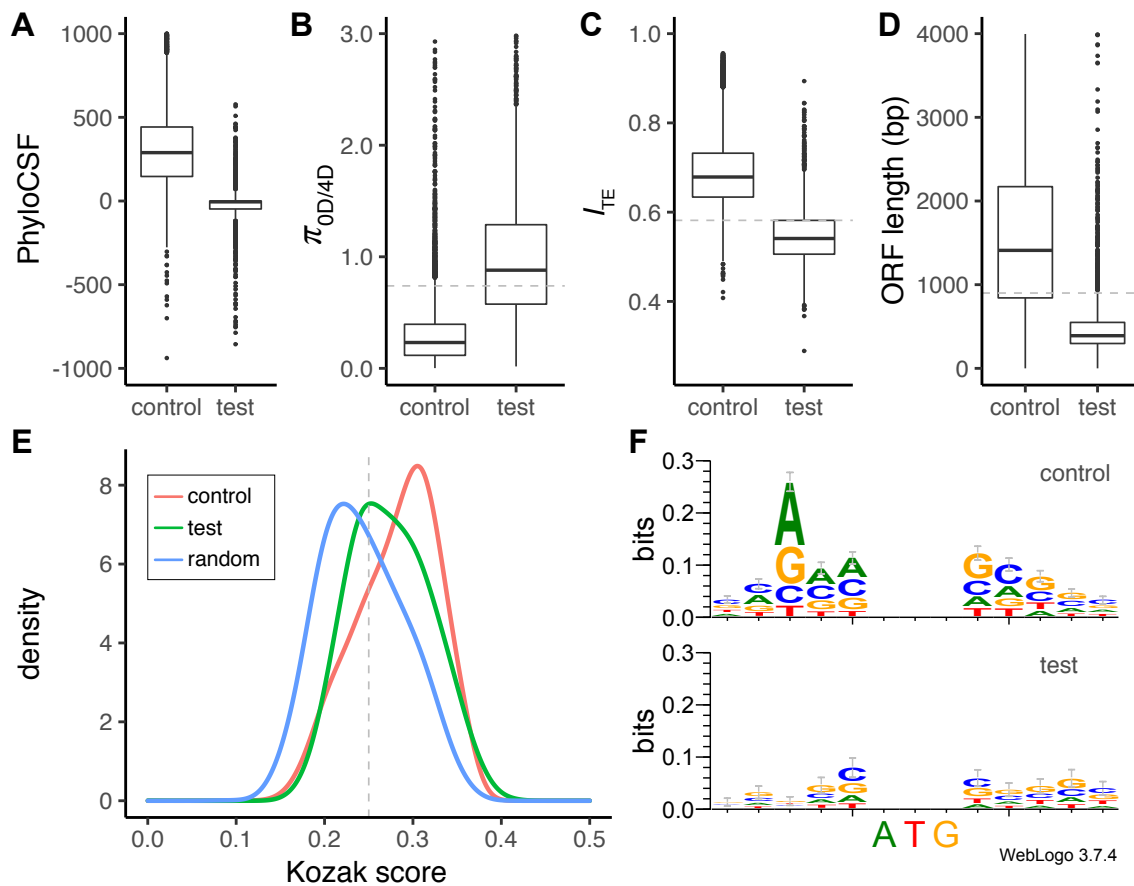 A
PhyloCSF
1000
500
0
-500
-1000
control test
B
π0D/4D
3.0
2.0
1.0
0.0
control test
C
ITE
1.0
0.8
0.6
0.4
control test
D
ORF length (bp)
4000
3000
2000
1000
0
control test
E
density
8
6
4
2
0
control
test
random
0.0 0.1 0.2 0.3 0.4 0.5
Kozak score
F
control
bits
0.3
0.2
0.1
0.0
test
bits
0.3
0.2
0.1
0.0
ATG
WebLogo 3.7.4